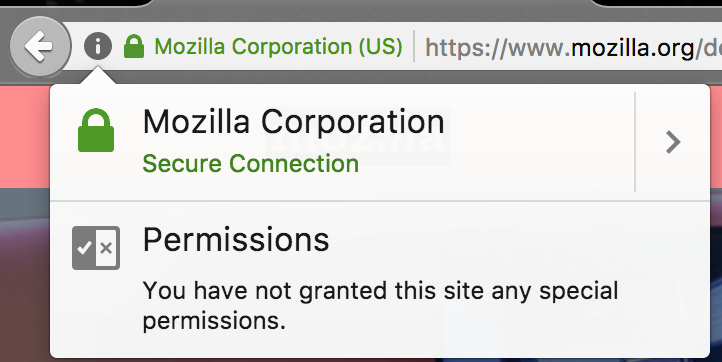 Mozilla Corporation (US) https://www.mozilla.org/d
Mozilla Corporation
Secure Connection
Permissions
You have not granted this site any special
permissions.